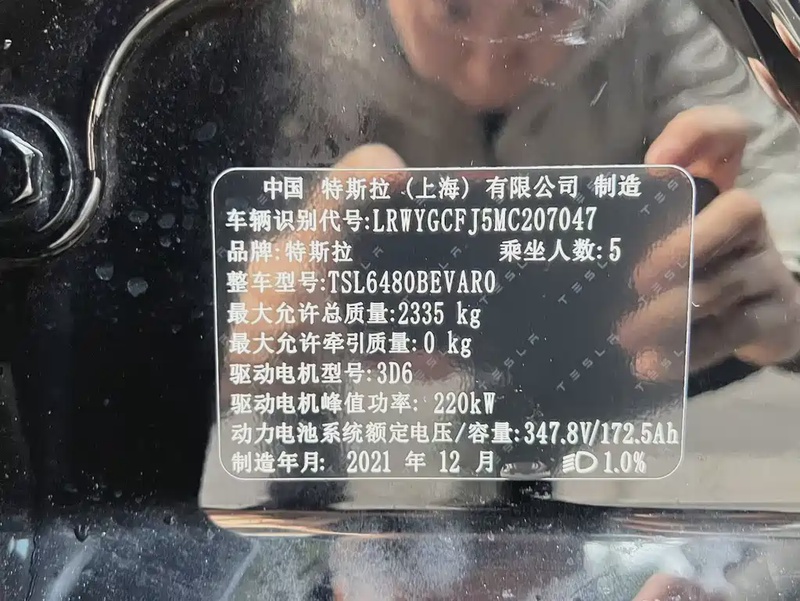 中国 特斯拉（上海）有限公司 制造
车辆识别代号:LRWYGCFJ5MC207047
品牌:特斯拉 乘坐人数:5
整车型号:TSL6480BEVAR0
最大允许总质量:2335 kg
最大允许牵引质量:0 kg
驱动电机型号:3D6
驱动电机峰值功率: 220kW
动力电池系统额定电压/容量:347.8V/172.5Ah
制造年月: 2021 年 12 月 1.0%
TESLA